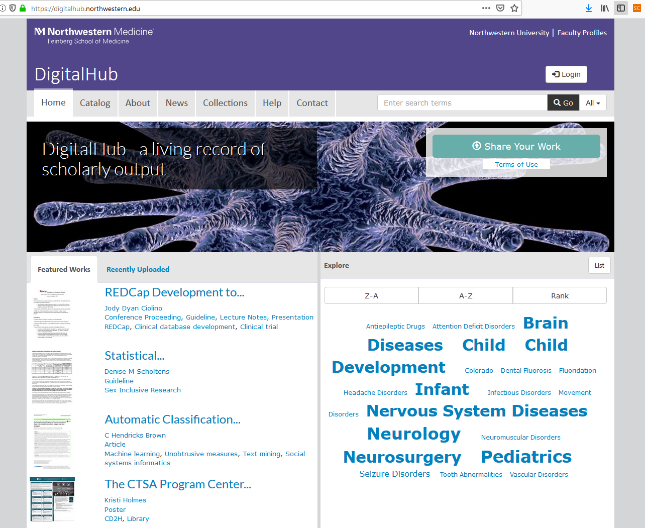 https://digitalhub.northwestern.edu
Northwestern Medicine
Feinberg School of Medicine
Northwestern University | Faculty Profiles
DigitalHub
Login
Home Catalog About News Collections Help Contact
Enter search terms
Go
All
DigitalHub - a living record of
scholarly output
Share Your Work
Terms of Use
Featured Works
Recently Uploaded
REDCap Development to...
Jody Dyan Ciolino
Conference Proceeding, Guideline, Lecture Notes, Presentation
REDCap, Clinical database development, Clinical trial
Statistical...
Denise M Scholtens
Guideline
Sex Inclusive Research
Automatic Classification...
C Hendricks Brown
Article
Machine learning, Unobtrusive measures, Text mining, Social
systems informatics
The CTSA Program Center...
Kristi Holmes
Poster
CD2H, Library
Explore
List
Z-A A-Z Rank
Antiepileptic Drugs Attention Deficit Disorders Brain
Diseases Child Child
Development Colorado Dental Fluorosis Fluoridation
Headache Disorders Infant Infectious Disorders Movement
Disorders Nervous System Diseases
Neurology Neuromuscular Disorders
Neurosurgery Pediatrics
Seizure Disorders Tooth Abnormalities Vascular Disorders